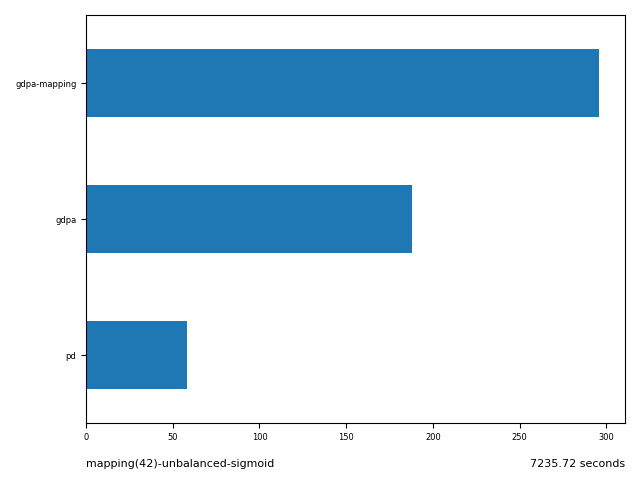 gdpa-mapping
gdpa
pd
0 50 100 150 200 250 300
mapping(42)-unbalanced-sigmoid 7235.72 seconds